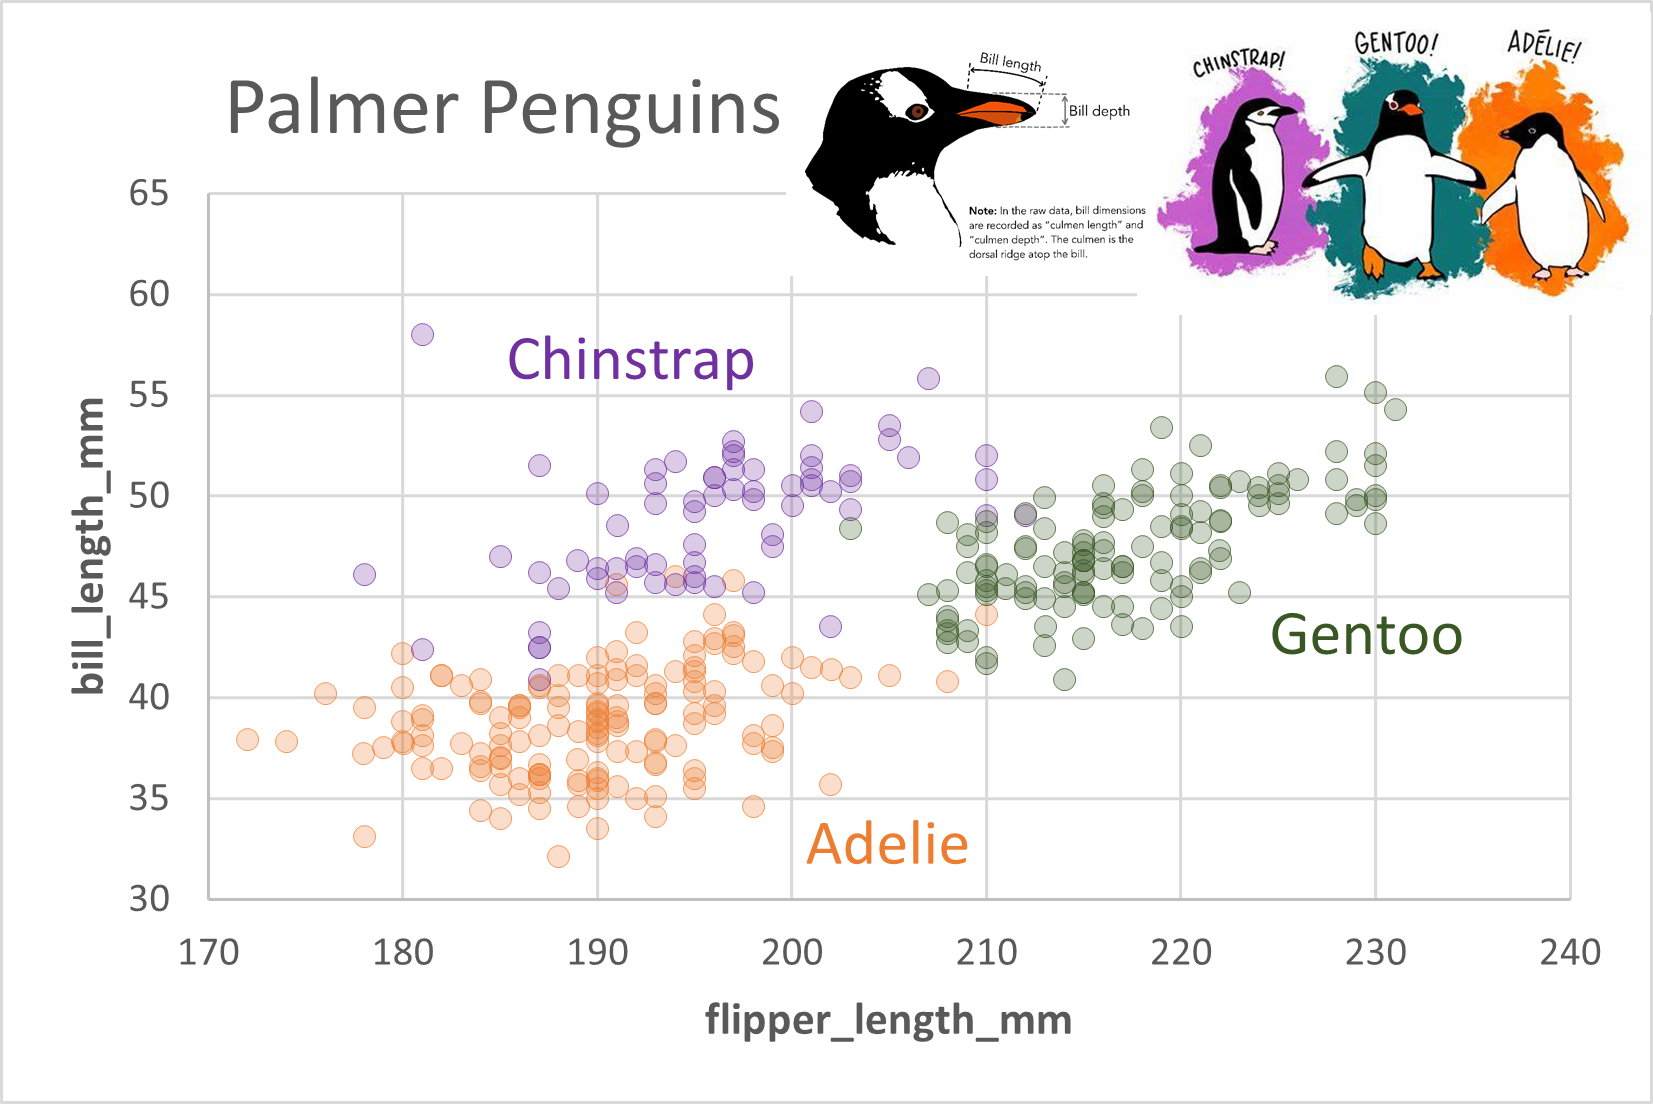 Palmer Penguins
Bill length
Bill depth
Note: In the raw data, bill dimensions
are recorded as "culmen length" and
"culmen depth". The culmen is the
dorsal ridge atop the bill.
CHINSTRAP!
GENTOO!
ADÉLIE!
65
60
55
50
45
40
35
30
bill_length_mm
Chinstrap
Gentoo
Adelie
170 180 190 200 210 220 230 240
flipper_length_mm